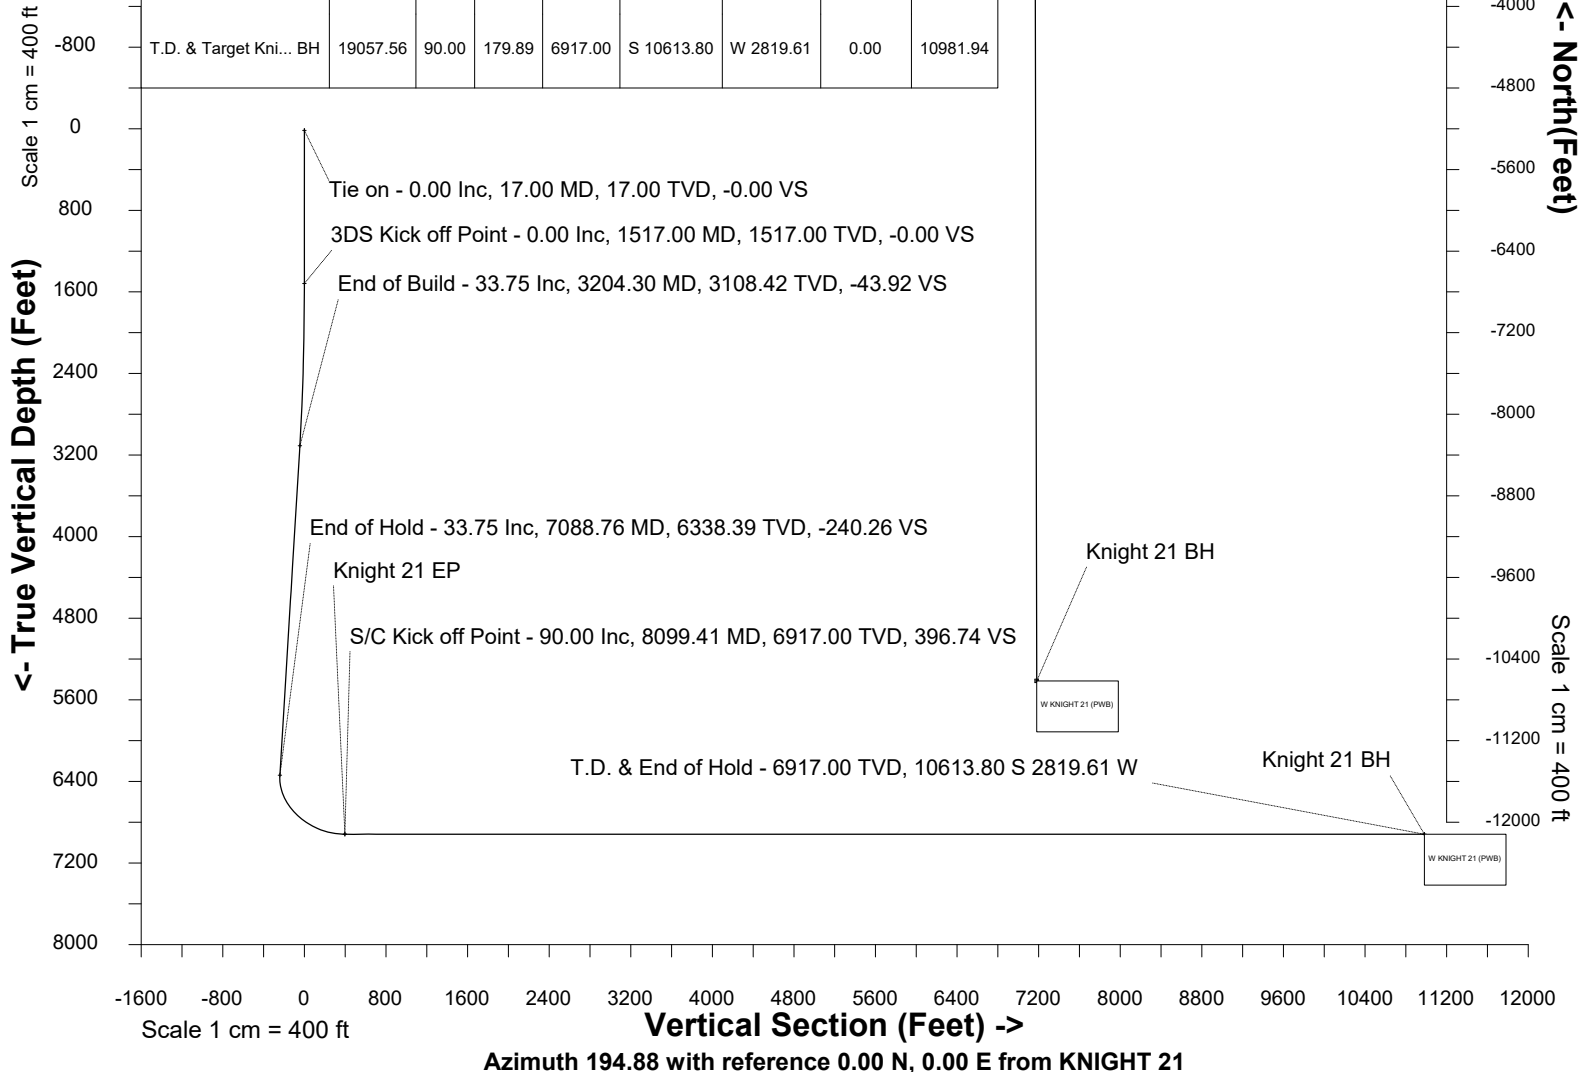 -4000
-800
T.D. & Target Kni... BH 19057.56 90.00 179.89 6917.00 S 10613.80 W 2819.61 0.00 10981.94
-4800
Scale 1 cm = 400 ft
<- North(Feet)
0
-5600
Tie on - 0.00 Inc, 17.00 MD, 17.00 TVD, -0.00 VS
800
3DS Kick off Point - 0.00 Inc, 1517.00 MD, 1517.00 TVD, -0.00 VS
-6400
End of Build - 33.75 Inc, 3204.30 MD, 3108.42 TVD, -43.92 VS
1600
-7200
2400
-8000
<- True Vertical Depth (Feet)
3200
-8800
End of Hold - 33.75 Inc, 7088.76 MD, 6338.39 TVD, -240.26 VS
4000
Knight 21 BH
Knight 21 EP
-9600
4800
S/C Kick off Point - 90.00 Inc, 8099.41 MD, 6917.00 TVD, 396.74 VS
-10400
5600
W KNIGHT 21 (PWB)
Scale 1 cm = 400 ft
-11200
T.D. & End of Hold - 6917.00 TVD, 10613.80 S 2819.61 W
Knight 21 BH
6400
-12000
7200
W KNIGHT 21 (PWB)
8000
-1600 -800 0 800 1600 2400 3200 4000 4800 5600 6400 7200 8000 8800 9600 10400 11200 12000
Scale 1 cm = 400 ft
Vertical Section (Feet) ->
Azimuth 194.88 with reference 0.00 N, 0.00 E from KNIGHT 21